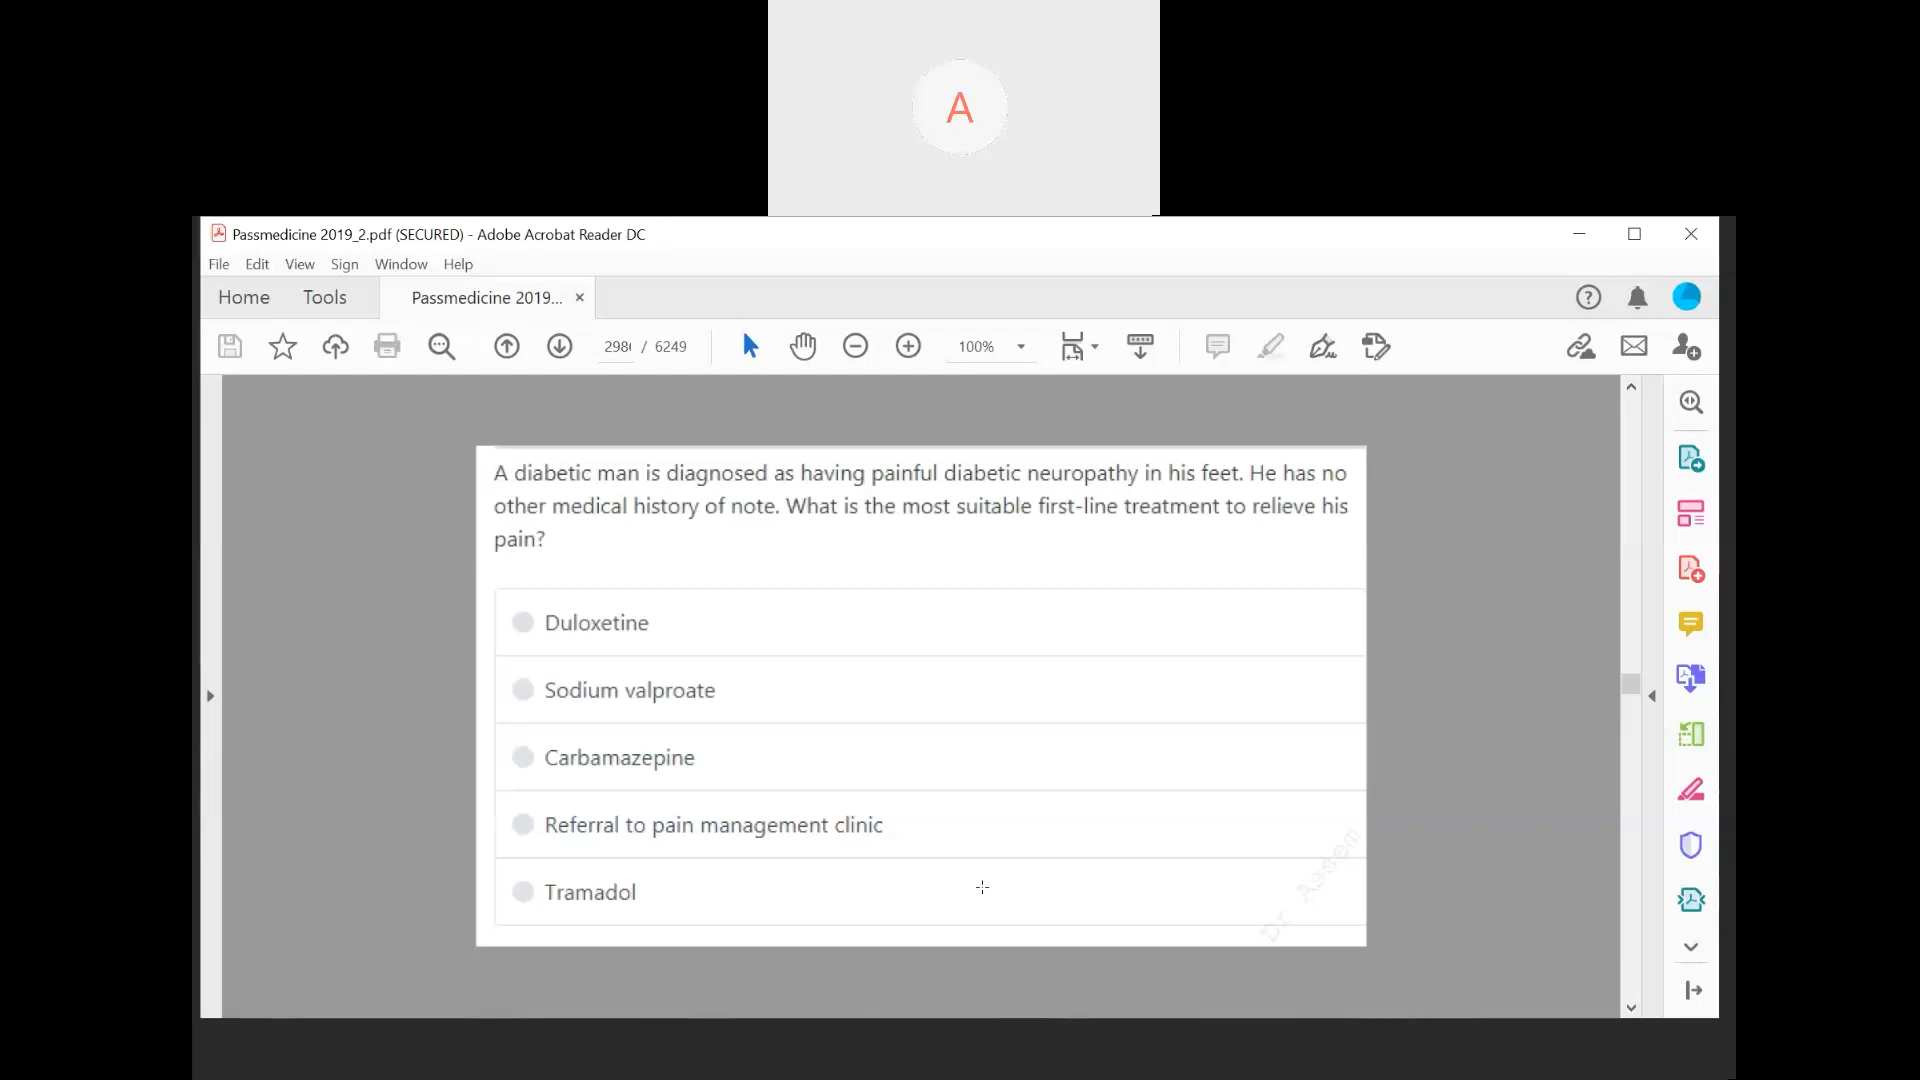 A
Passmedicine 2019_2.pdf (SECURED) - Adobe Acrobat Reader DC
File Edit View Sign Window Help
Home Tools Passmedicine 2019... ×
298 / 6249 100%
A diabetic man is diagnosed as having painful diabetic neuropathy in his feet. He has no
other medical history of note. What is the most suitable first-line treatment to relieve his
pain?
Duloxetine
Sodium valproate
Carbamazepine
Referral to pain management clinic
Tramadol
Dr Assem